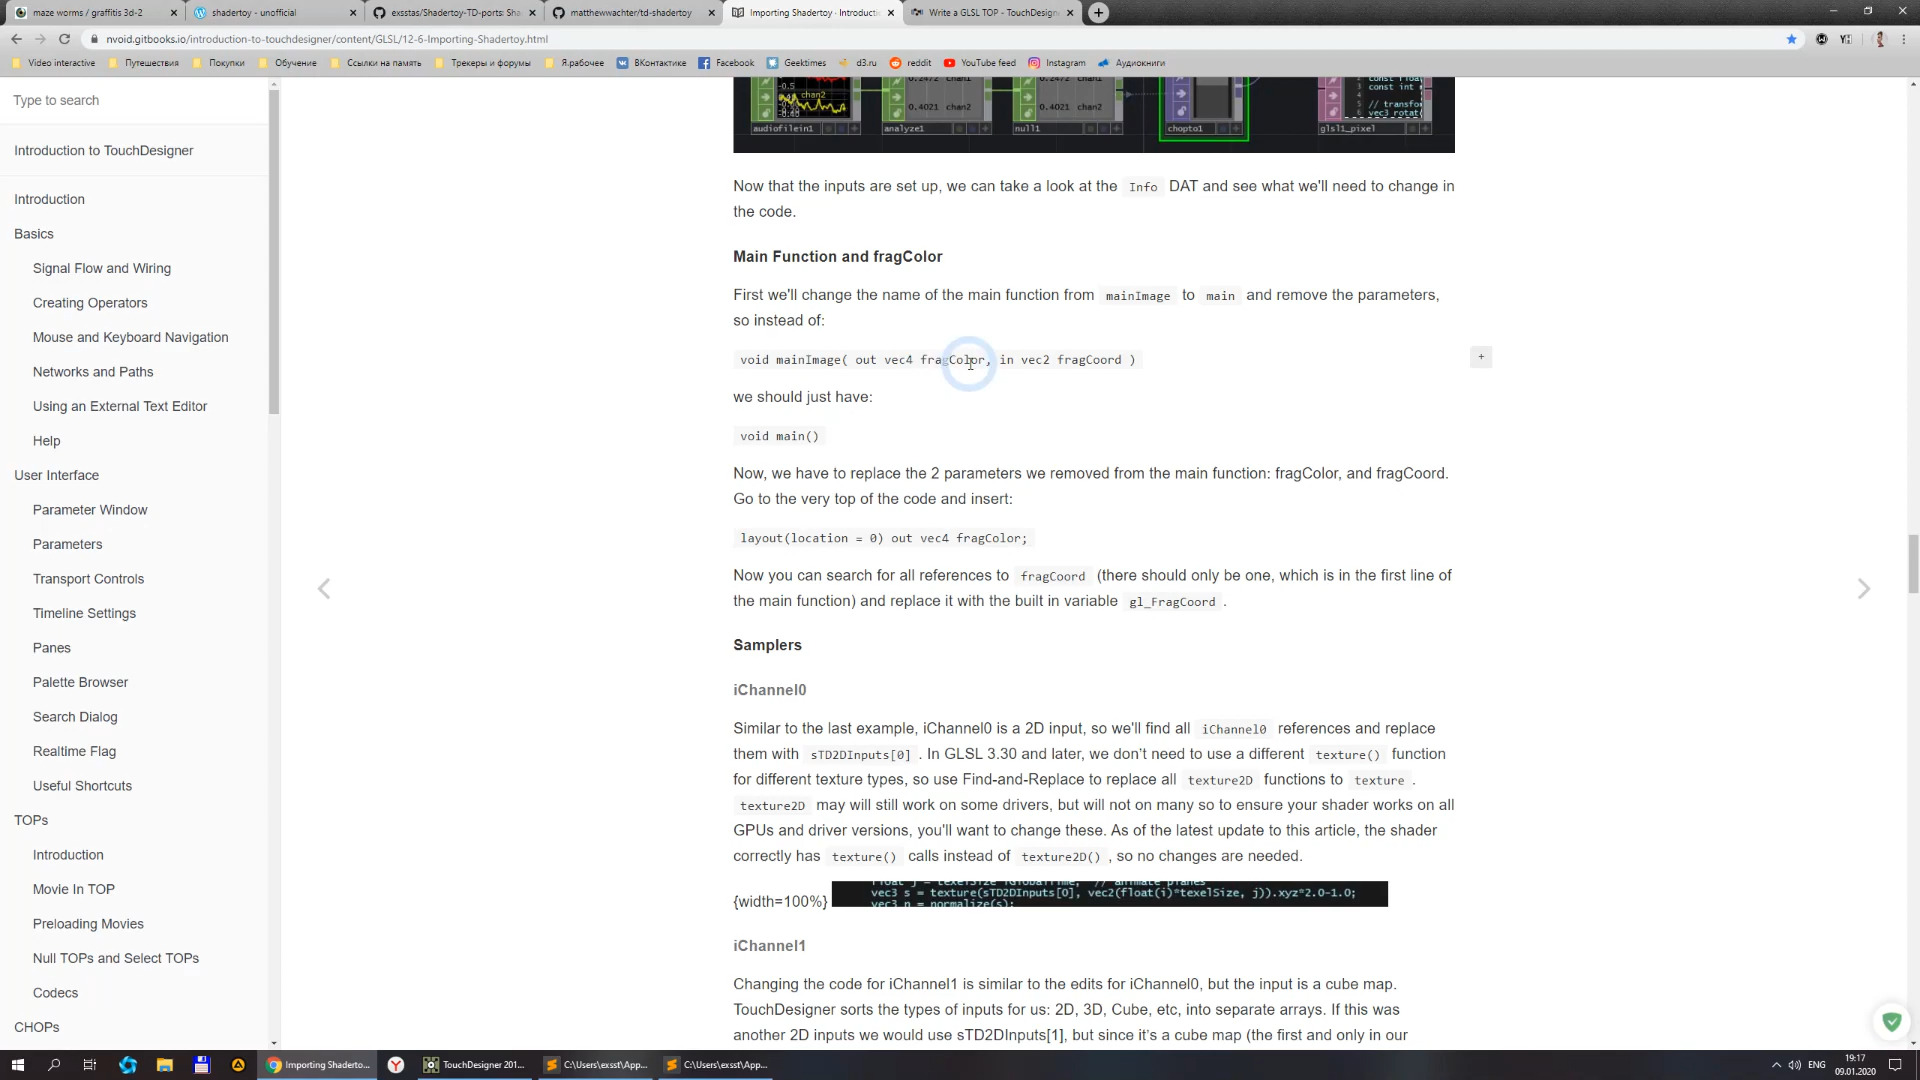 maze worms / graffitis 3d-2
shadertoy - unofficial
exsstas/Shadertoy-TD-ports: Sha
matthewwachter/td-shadertoy
Importing Shadertoy · Introducti
Write a GLSL TOP - TouchDesign
nvoid.gitbooks.io/introduction-to-touchdesigner/content/GLSL/12-6-Importing-Shadertoy.html
Video interactive
Путешествия
Покупки
Обучение
Ссылки на память
Трекеры и форумы
Я.рабочее
ВКонтактике
Facebook
Geektimes
d3.ru
reddit
YouTube feed
Instagram
Аудиокниги
Type to search
Introduction to TouchDesigner
Introduction
Basics
Signal Flow and Wiring
Creating Operators
Mouse and Keyboard Navigation
Networks and Paths
Using an External Text Editor
Help
User Interface
Parameter Window
Parameters
Transport Controls
Timeline Settings
Panes
Palette Browser
Search Dialog
Realtime Flag
Useful Shortcuts
TOPs
Introduction
Movie In TOP
Preloading Movies
Null TOPs and Select TOPs
Codecs
CHOPs
-0.5
chan2
0.4021 chan2
0.4021 chan2
const int
// transfor
vec3 rotat
audiofilein1
analyze1
null1
chopto1
glsl1_pixel
Now that the inputs are set up, we can take a look at the Info DAT and see what we'll need to change in
the code.
Main Function and fragColor
First we'll change the name of the main function from mainImage to main and remove the parameters,
so instead of:
void mainImage( out vec4 fragColor, in vec2 fragCoord )
+
we should just have:
void main()
Now, we have to replace the 2 parameters we removed from the main function: fragColor, and fragCoord.
Go to the very top of the code and insert:
layout(location = 0) out vec4 fragColor;
Now you can search for all references to fragCoord (there should only be one, which is in the first line of
the main function) and replace it with the built in variable gl_FragCoord .
Samplers
iChannel0
Similar to the last example, iChannel0 is a 2D input, so we'll find all iChannel0 references and replace
them with sTD2DInputs[0] . In GLSL 3.30 and later, we don’t need to use a different texture() function
for different texture types, so use Find-and-Replace to replace all texture2D functions to texture .
texture2D may will still work on some drivers, but will not on many so to ensure your shader works on all
GPUs and driver versions, you'll want to change these. As of the latest update to this article, the shader
correctly has texture() calls instead of texture2D() , so no changes are needed.
{width=100%}
vec3 s = texture(sTD2DInputs[0], vec2(float(i)*texelSize, j)).xyz*2.0-1.0;
vec3 n = normalize(s);
iChannel1
Changing the code for iChannel1 is similar to the edits for iChannel0, but the input is a cube map.
TouchDesigner sorts the types of inputs for us: 2D, 3D, Cube, etc, into separate arrays. If this was
another 2D inputs we would use sTD2DInputs[1], but since it’s a cube map (the first and only in our
Importing Shaderto...
TouchDesigner 201...
C:\Users\exsst\App...
C:\Users\exsst\App...
ENG
19:17
09.01.2020